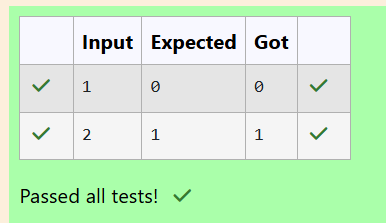 Input Expected Got
1 0 0
2 1 1
Passed all tests!